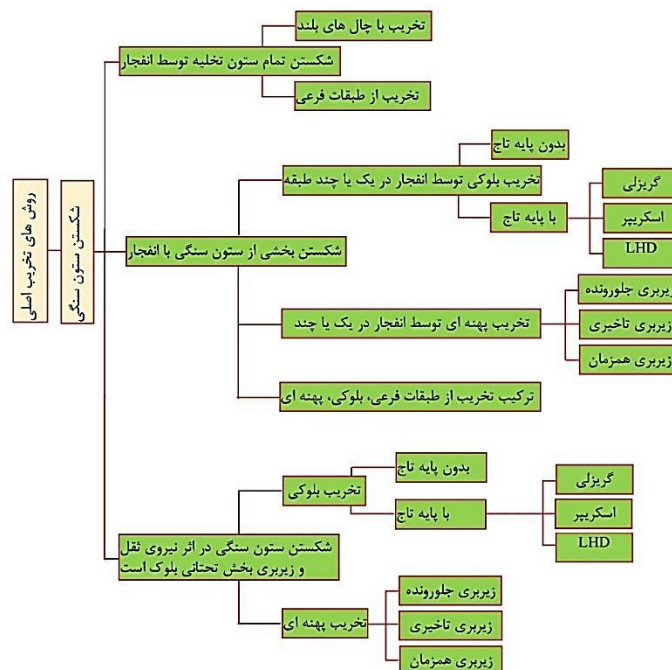 روش های تخریب اصلی
شکستن ستون سنگی
شکستن تمام ستون تخلیه توسط انفجار
تخریب با چال های بلند
تخریب از طبقات فرعی
شکستن بخشی از ستون سنگی با انفجار
تخریب بلوکی توسط انفجار در یک یا چند طبقه
بدون پایه تاج
با پایه تاج
گریزلی
اسکریپر
LHD
تخریب پهنه ای توسط انفجار در یک یا چند
زیربری جلورونده
زیربری تاخیری
زیربری همزمان
ترکیب تخریب از طبقات فرعی، بلوکی، پهنه ای
شکستن ستون سنگی در اثر نیروی ثقل
و زیربری بخش تحتانی بلوک است
تخریب بلوکی
بدون پایه تاج
با پایه تاج
گریزلی
اسکریپر
LHD
تخریب پهنه ای
زیربری جلورونده
زیربری تاخیری
زیربری همزمان